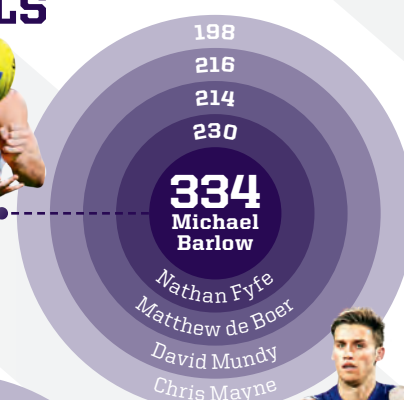 LS
198
216
214
230
334
Michael
Barlow
Nathan Fyfe
Matthew de Boer
David Mundy
Chris Mayne